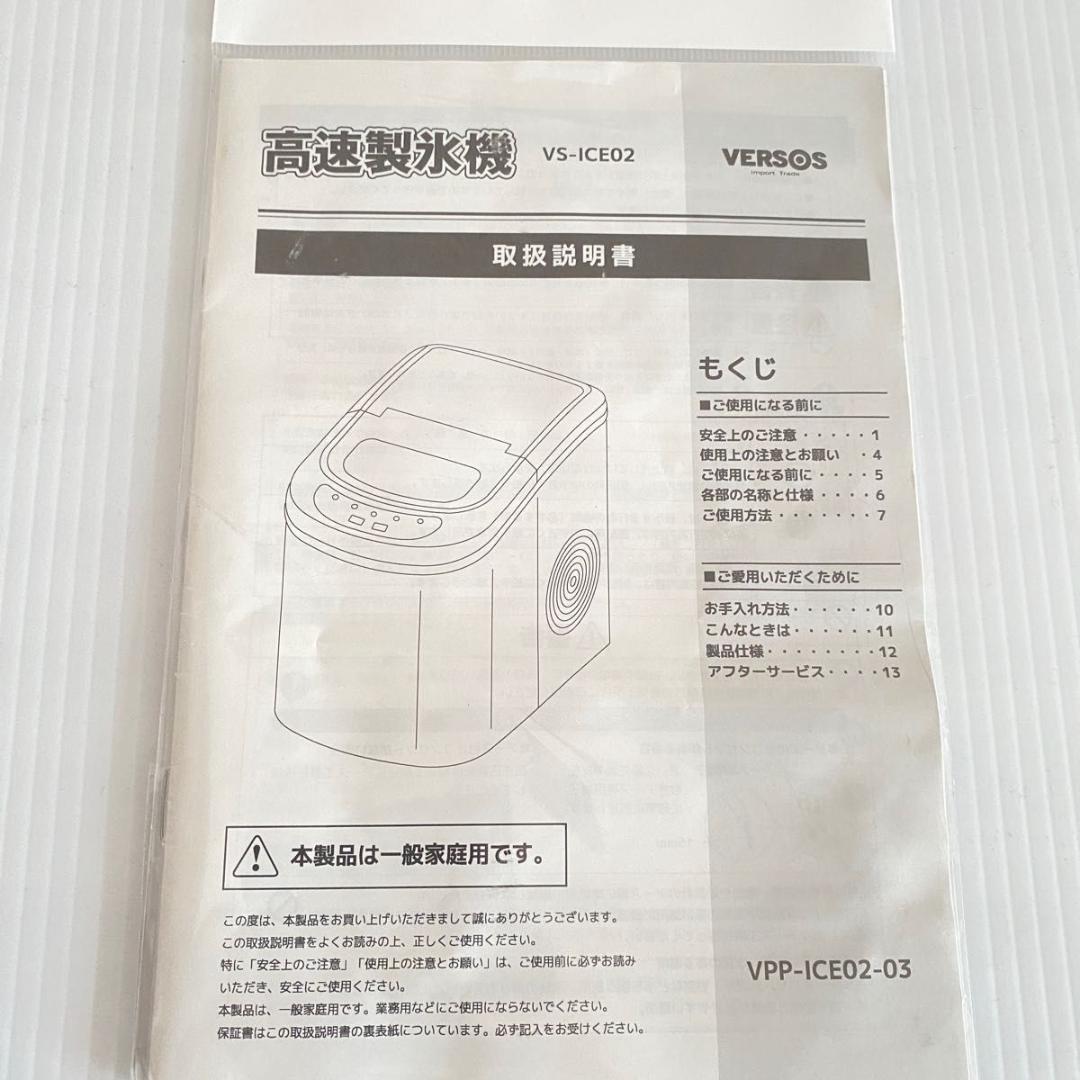 高速製氷機 VS-ICE02 VERSOS
Import Trade
取扱説明書
もくじ
■ご使用になる前に
安全上のご注意・・・・・1
使用上の注意とお願い ・4
ご使用になる前に・・・・5
各部の名称と仕様・・・・6
ご使用方法・・・・・・・7
■ご愛用いただくために
お手入れ方法・・・・・・10
こんなときは・・・・・・11
製品仕様・・・・・・・・12
アフターサービス・・・・13
本製品は一般家庭用です。
この度は、本製品をお買い上げいただきまして誠にありがとうございます。
この取扱説明書をよくお読みの上、正しくご使用ください。
特に「安全上のご注意」「使用上の注意とお願い」は、ご使用前に必ずお読み
いただき、安全にご使用ください。
本製品は、一般家庭用です。業務用などにご使用にならないでください。
保証書はこの取扱説明書の裏表紙についています。必ず記入をお受けください。
VPP-ICE02-03